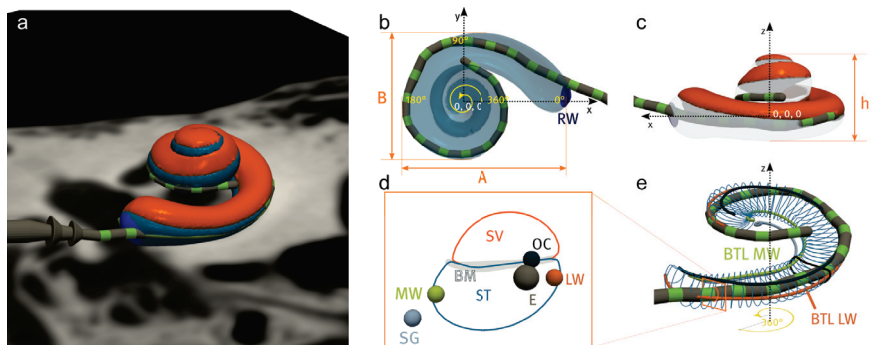 a
b
y
90°
B
180°
360°
0°
0, 0, 0
x
RW
A
c
z
h
0, 0, 0
x
d
SV
OC
BM
MW
ST
LW
E
SG
e
z
BTL MW
BTL LW
360°